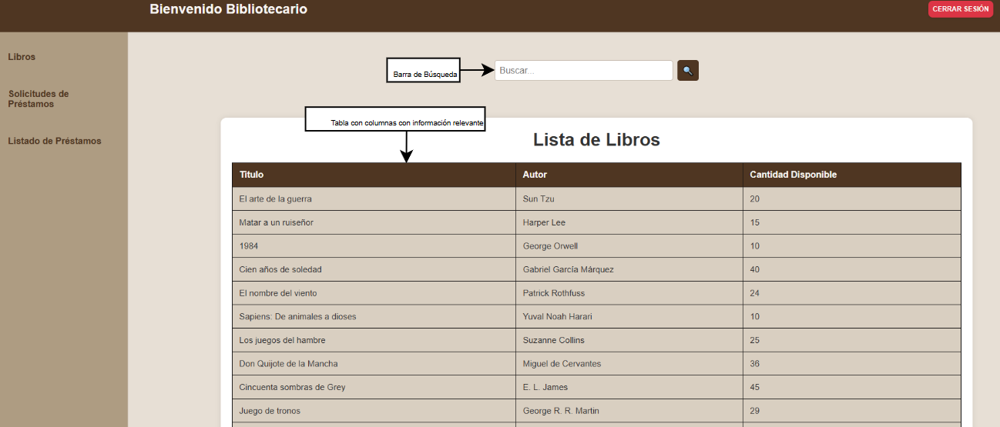 Bienvenido Bibliotecario
CERRAR SESIÓN
Libros
Solicitudes de
Préstamos
Listado de Préstamos
Barra de Búsqueda
Buscar...
Tabla con columnas con información relevante
Lista de Libros
Titulo Autor Cantidad Disponible
El arte de la guerra Sun Tzu 20
Matar a un ruiseñor Harper Lee 15
1984 George Orwell 10
Cien años de soledad Gabriel García Márquez 40
El nombre del viento Patrick Rothfuss 24
Sapiens: De animales a dioses Yuval Noah Harari 10
Los juegos del hambre Suzanne Collins 25
Don Quijote de la Mancha Miguel de Cervantes 36
Cincuenta sombras de Grey E. L. James 45
Juego de tronos George R. R. Martin 29